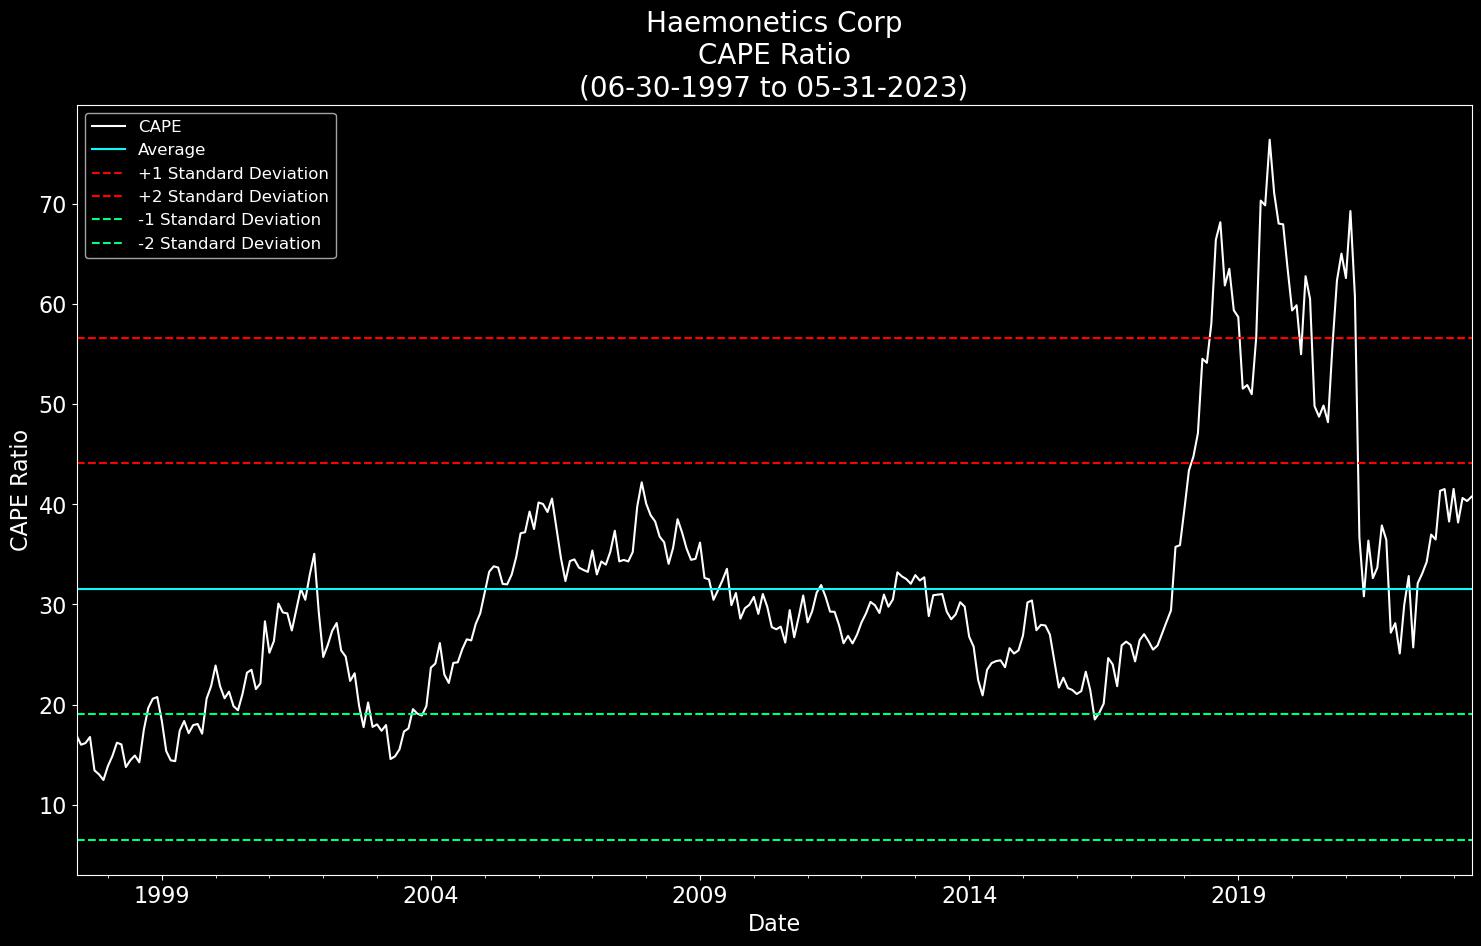 Haemonetics Corp
CAPE Ratio
(06-30-1997 to 05-31-2023)
CAPE
Average
+1 Standard Deviation
+2 Standard Deviation
-1 Standard Deviation
-2 Standard Deviation
CAPE Ratio
70
60
50
40
30
20
10
1999
2004
2009
2014
2019
Date